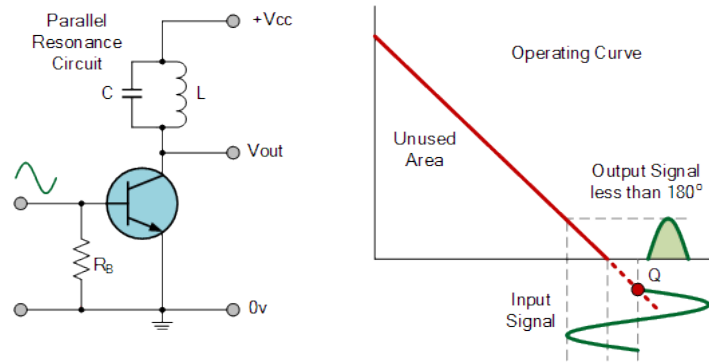 Parallel
Resonance
Circuit
+Vcc
C
L
Vout
RB
0v
Operating Curve
Unused
Area
Output Signal
less than 180°
Q
Input
Signal